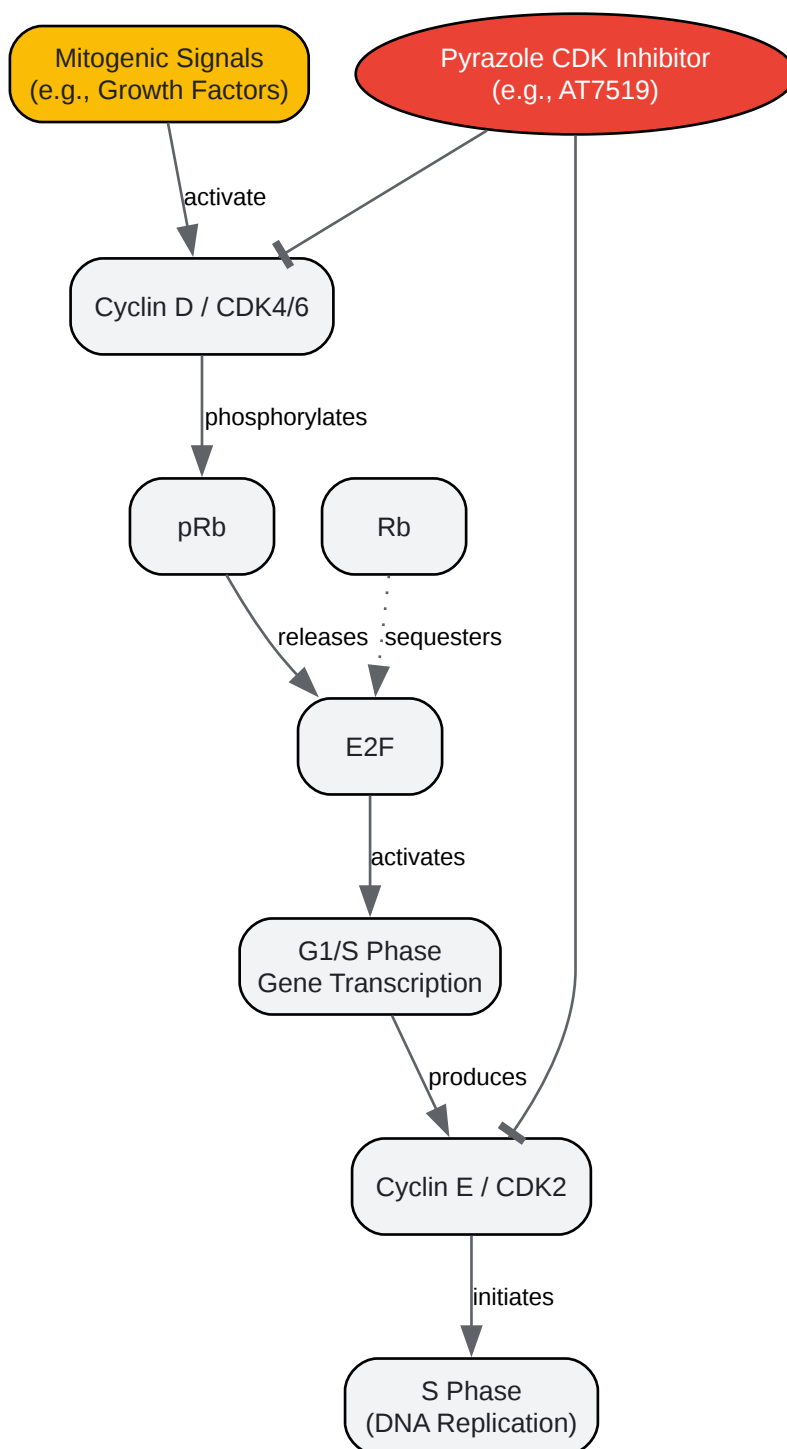 Mitogenic Signals
(e.g., Growth Factors)
Pyrazole CDK Inhibitor
(e.g., AT7519)
activate
Cyclin D / CDK4/6
phosphorylates
pRb
Rb
releases
sequesters
E2F
activates
G1/S Phase
Gene Transcription
produces
Cyclin E / CDK2
initiates
S Phase
(DNA Replication)